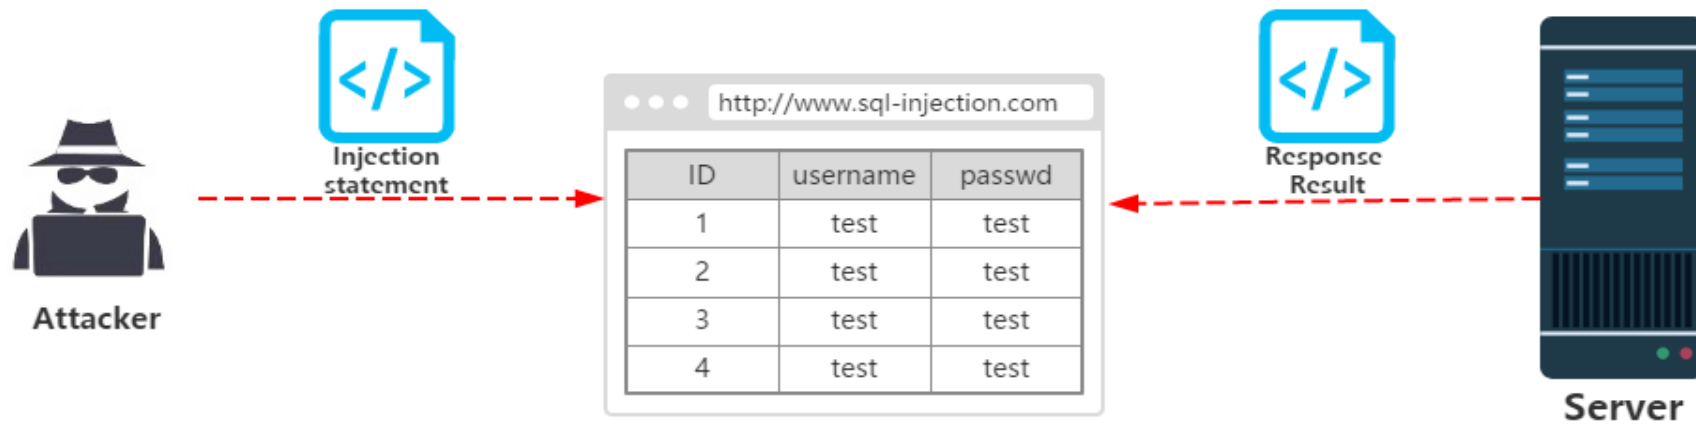 </>
Injection
statement
http://www.sql-injection.com
</>
Response
Result
ID username passwd
1 test test
2 test test
3 test test
4 test test
Attacker
Server